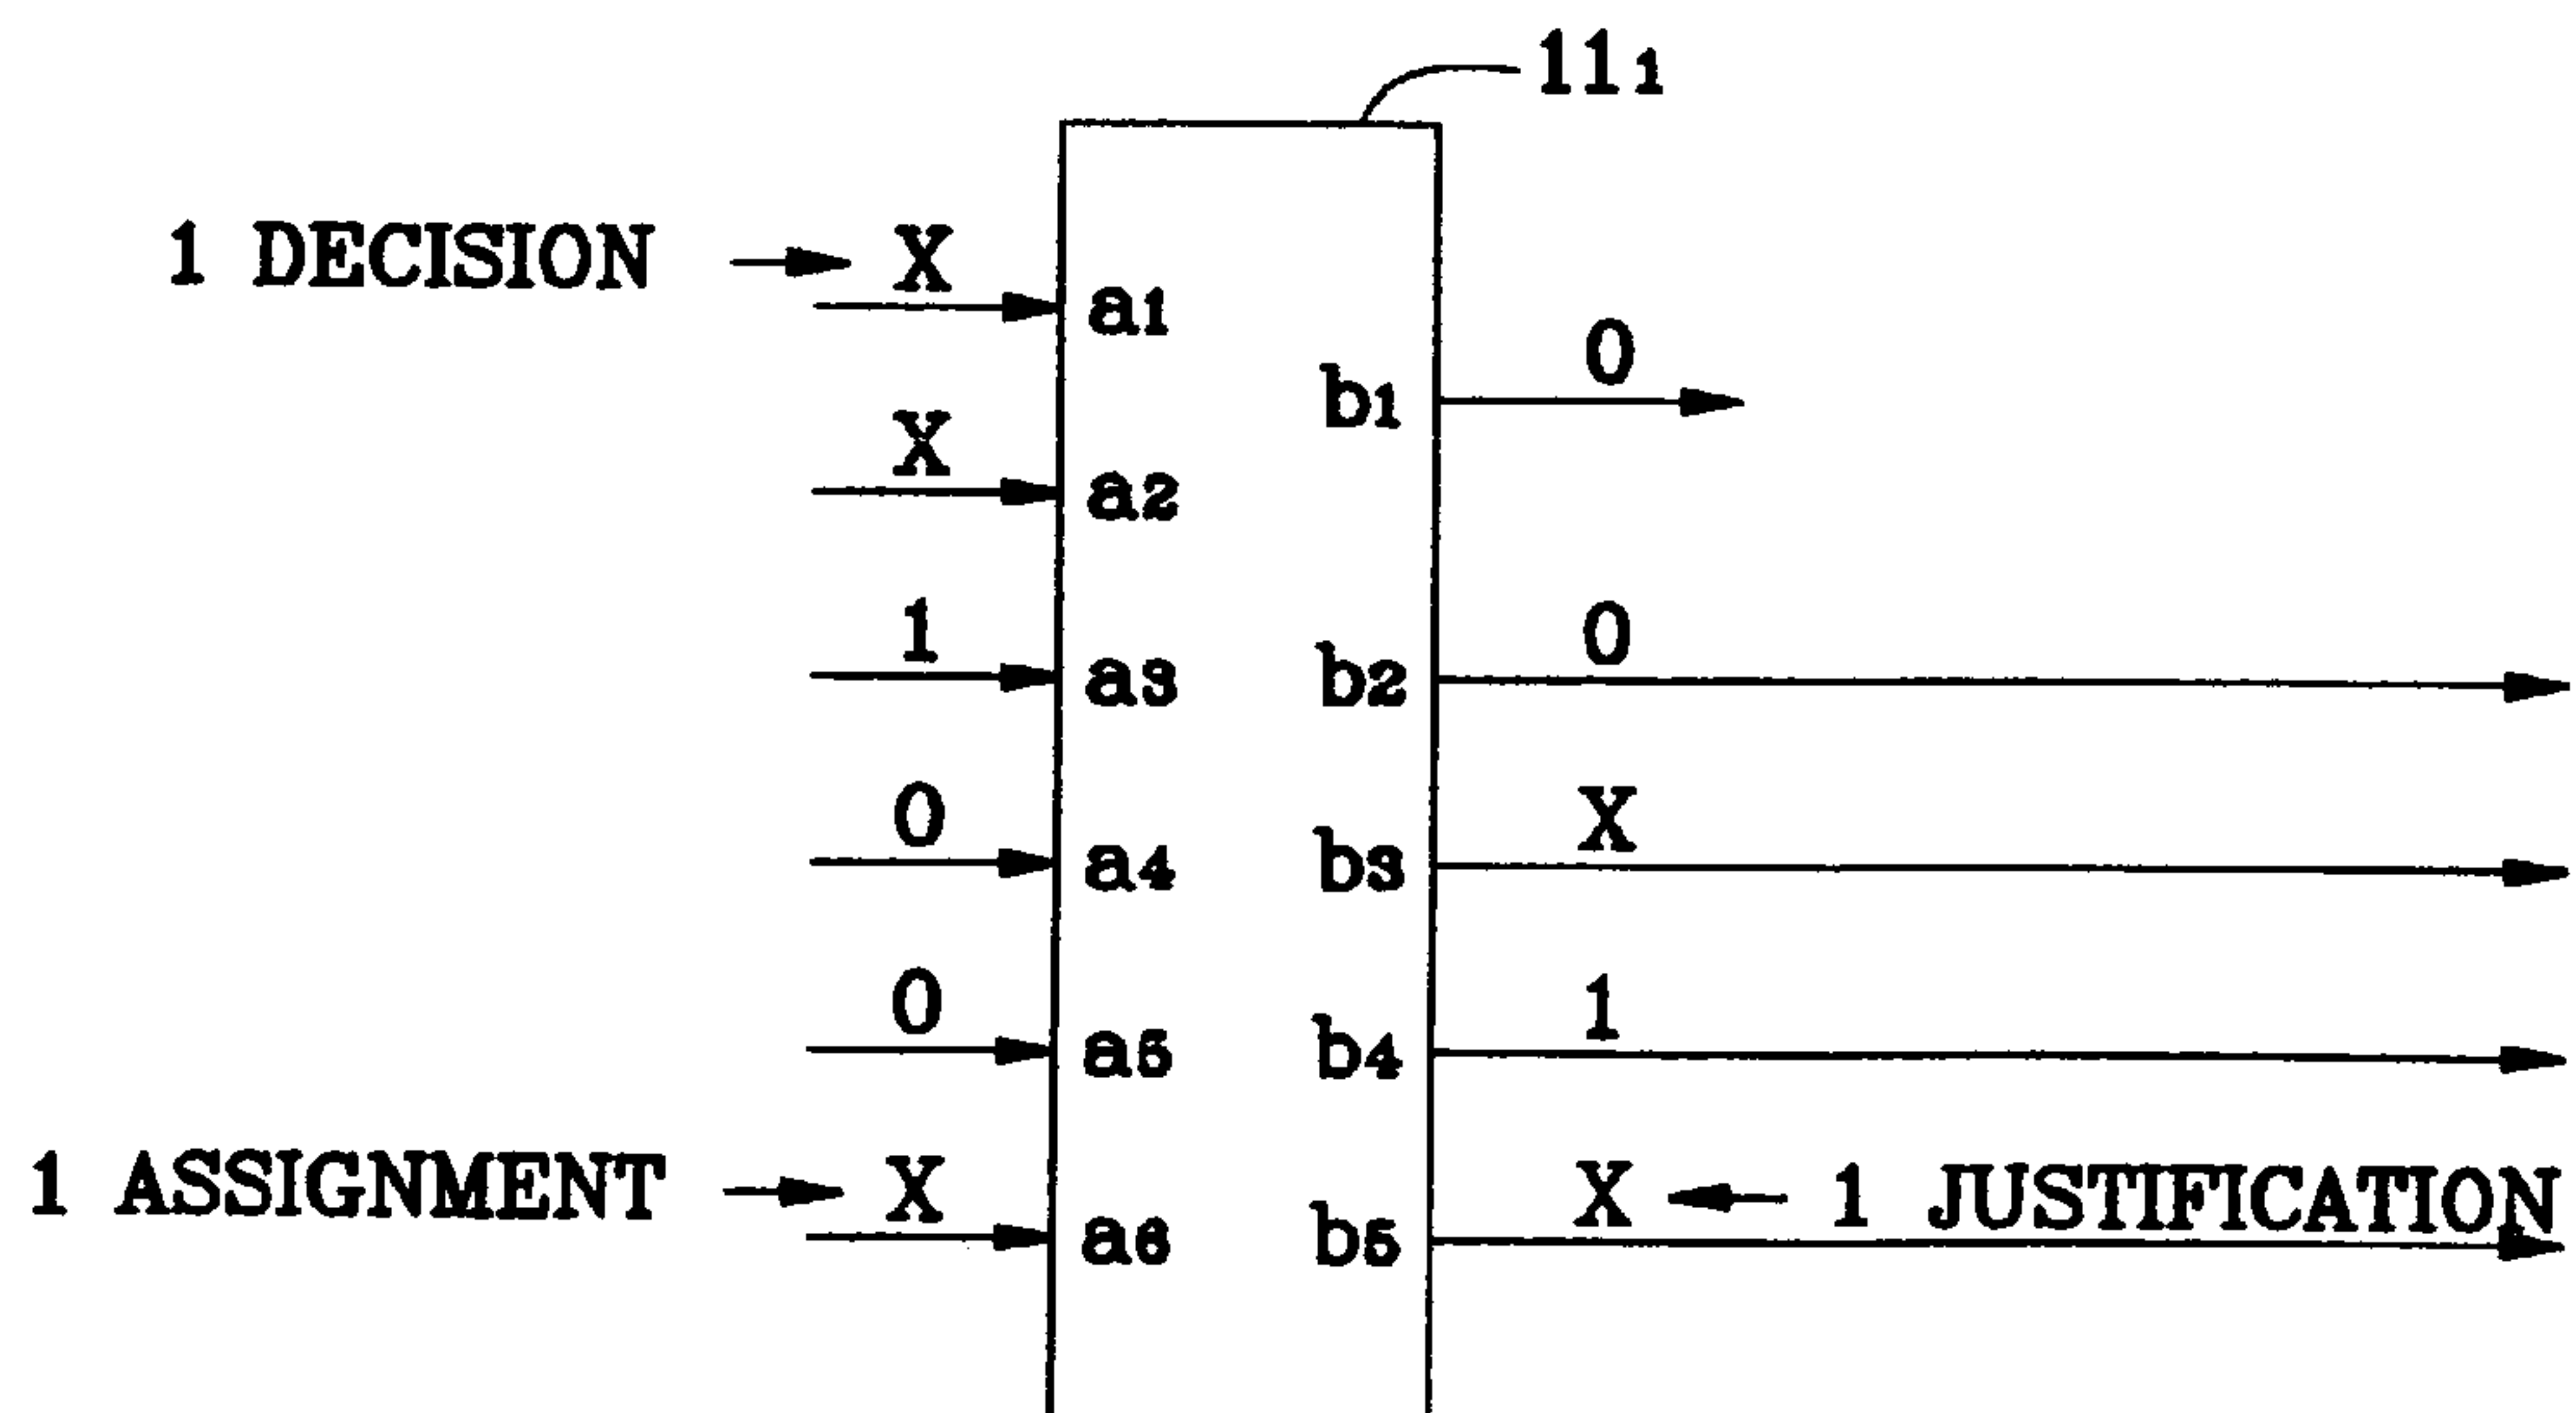 11₁
1 DECISION → X
a1
b1 0
X
a2
1
a3
b2 0
0
a4
b3 X
0
a5
b4 1
1 ASSIGNMENT → X
a6
b5 X ← 1 JUSTIFICATION